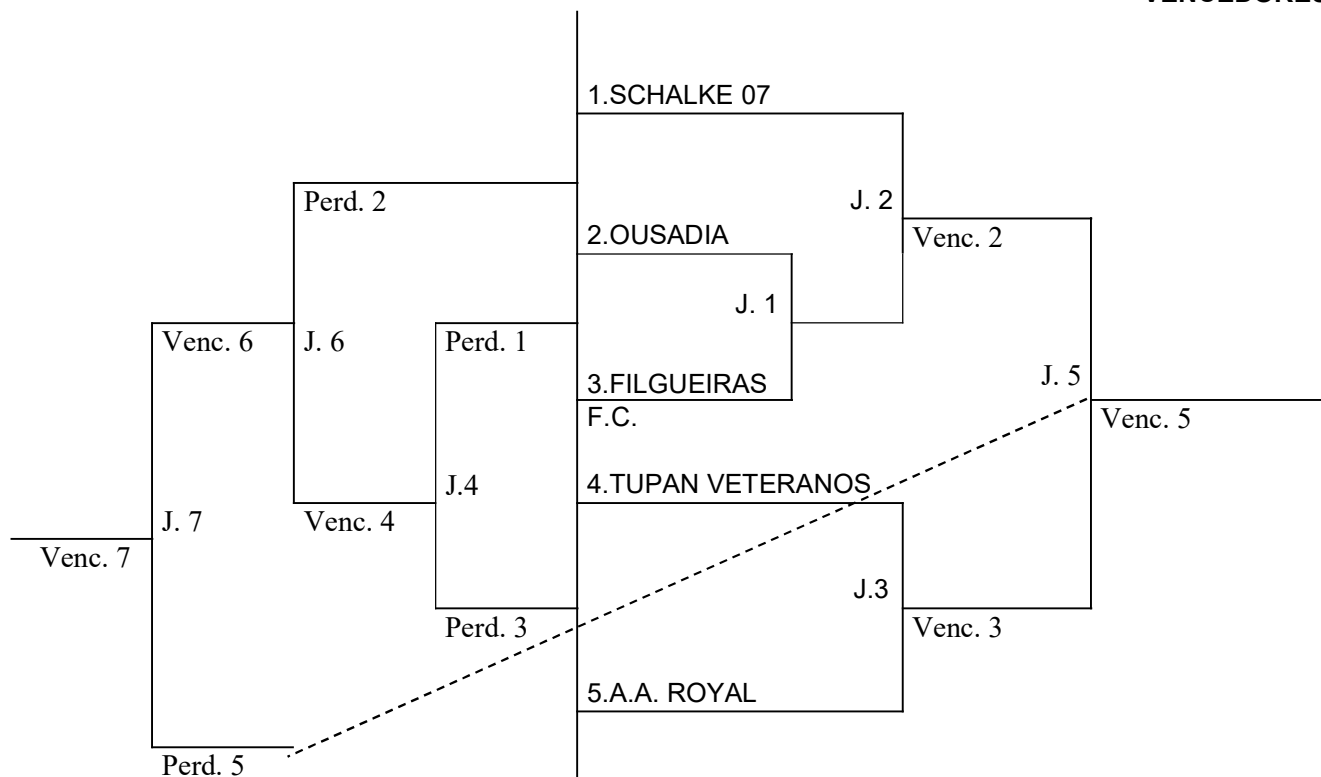 VENCEDORES
1.SCHALKE 07
Perd. 2
J. 2
2.OUSADIA
Venc. 2
J. 1
Venc. 6
J. 6
Perd. 1
3.FILGUEIRAS
F.C.
J. 5
Venc. 5
4.TUPAN VETERANOS
J.4
J. 7
Venc. 4
Venc. 7
J.3
Perd. 3
Venc. 3
5.A.A. ROYAL
Perd. 5